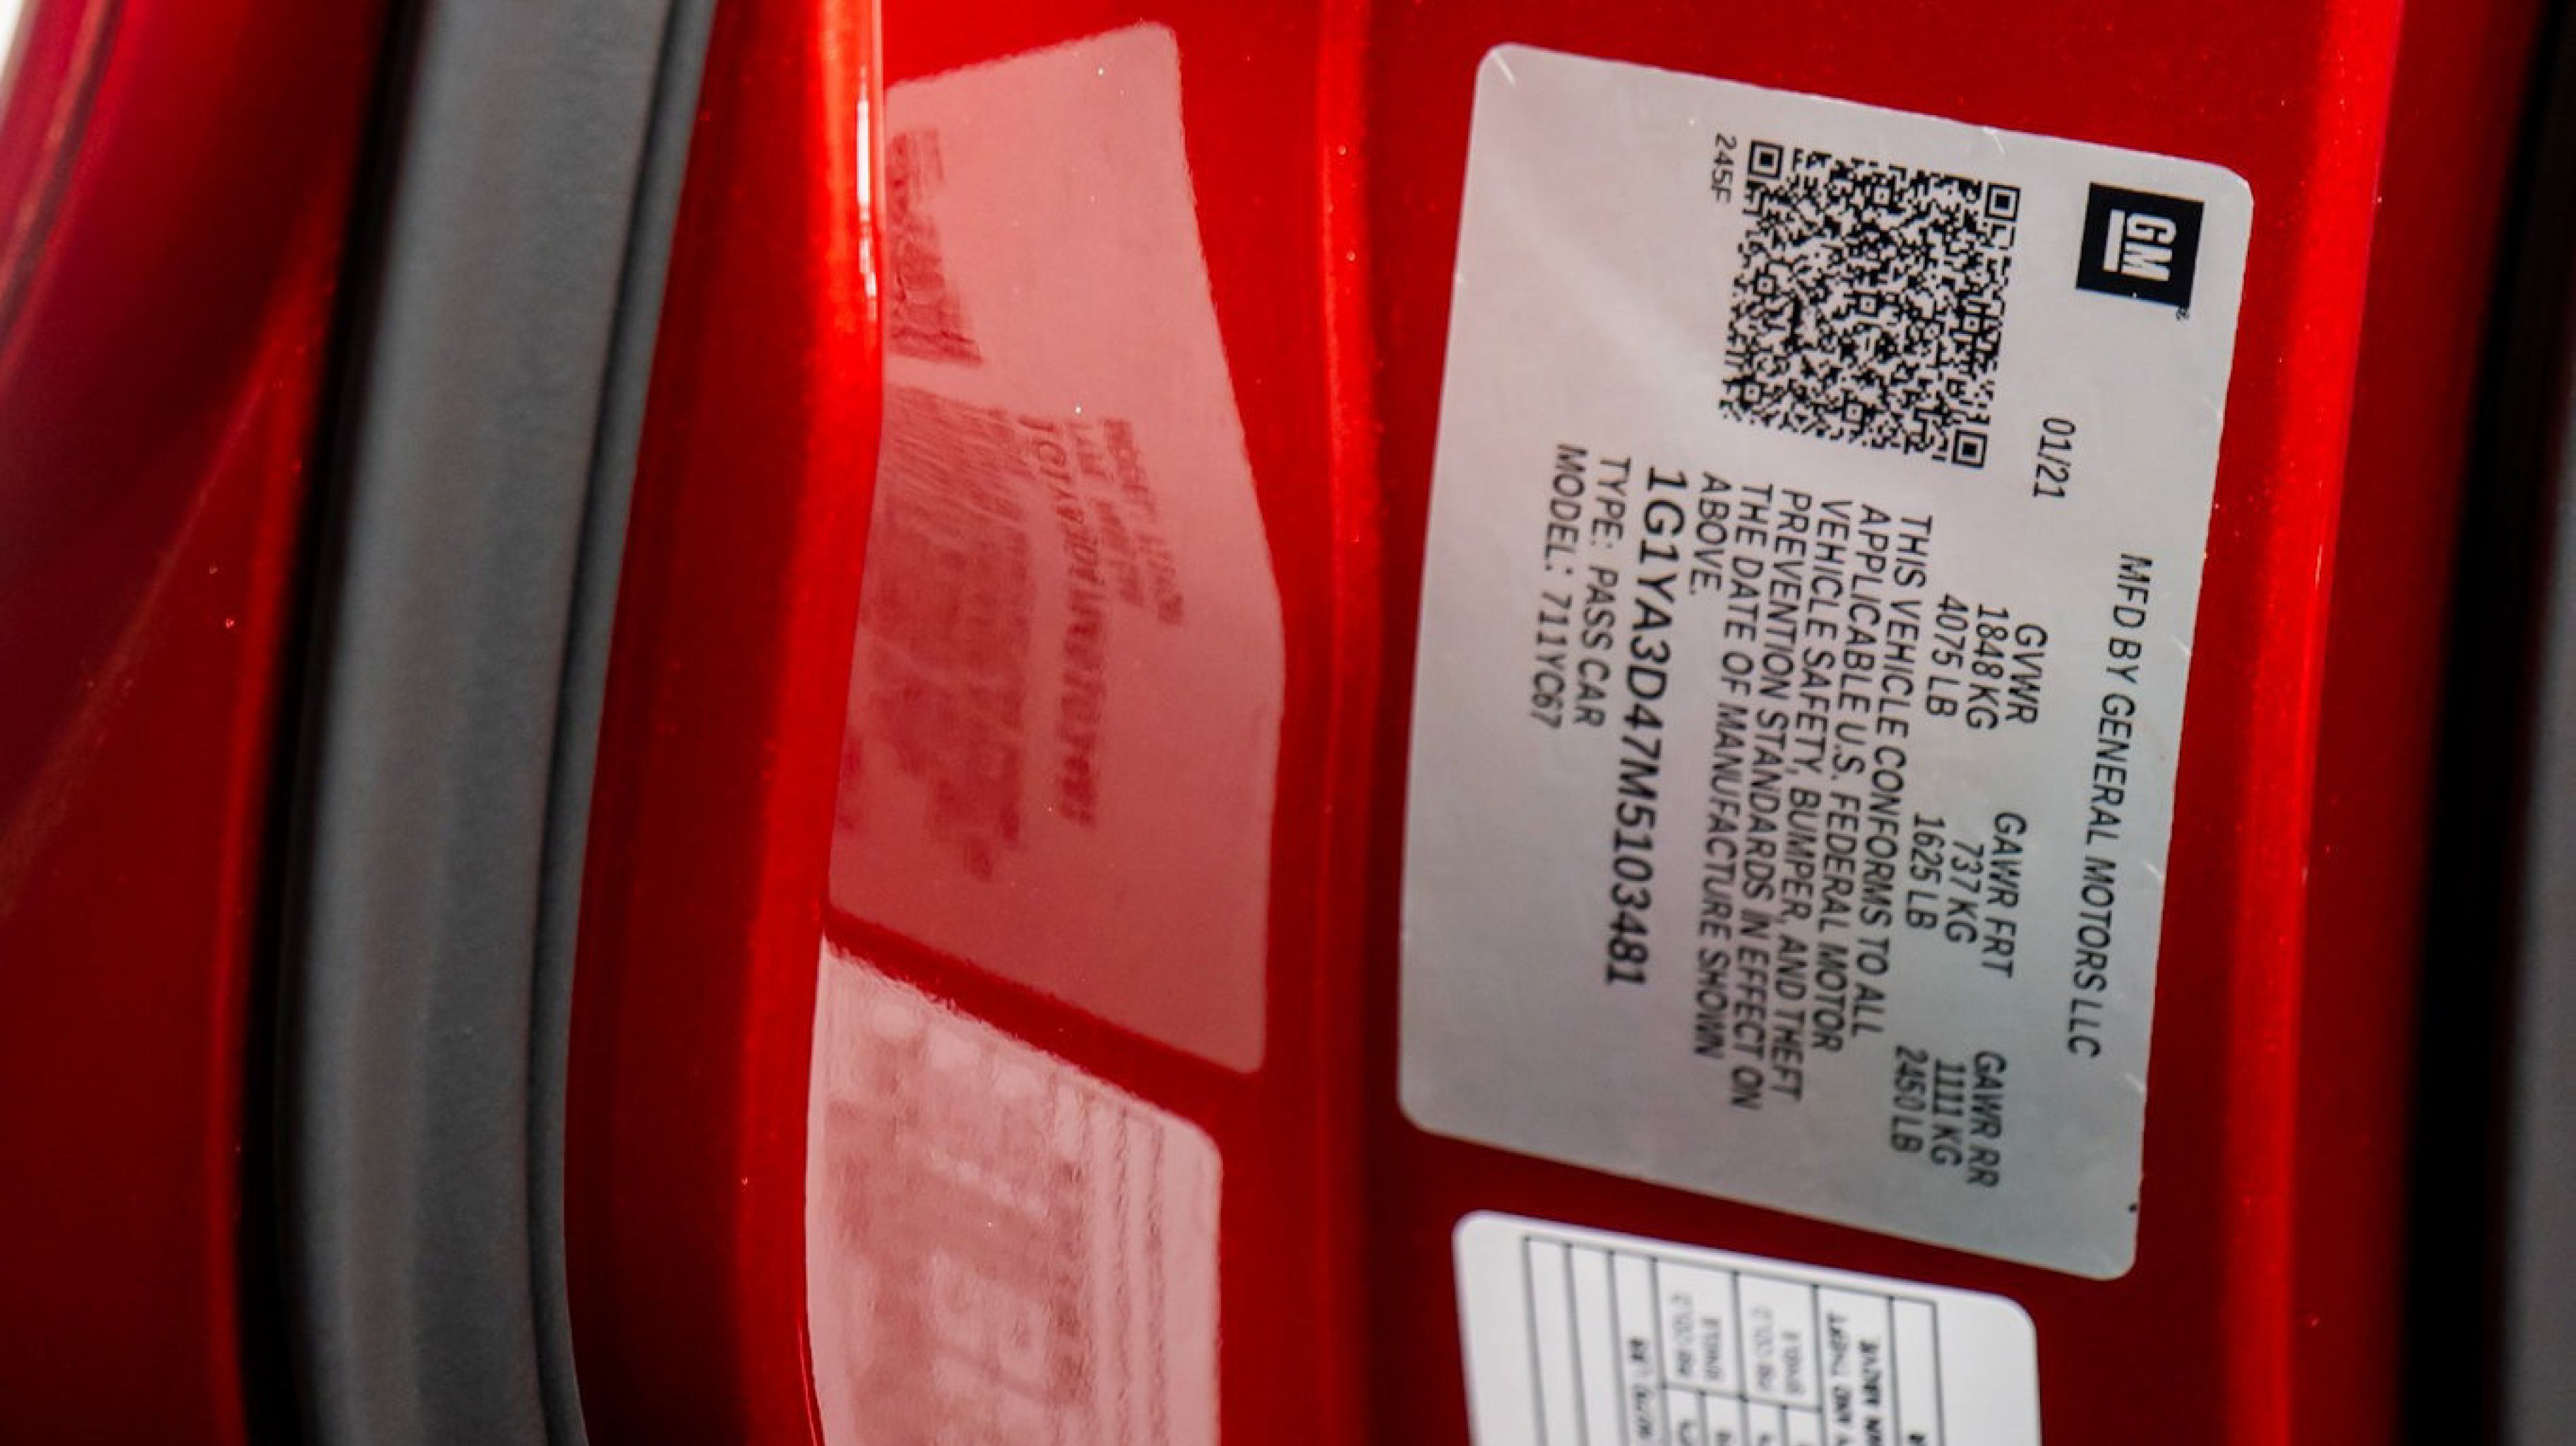 GM
MFD BY GENERAL MOTORS LLC
01/21
GVWR GAWR FRT GAWR RR
1848 KG 737 KG 1111 KG
4075 LB 1625 LB 2450 LB
THIS VEHICLE CONFORMS TO ALL
APPLICABLE U.S. FEDERAL MOTOR
VEHICLE SAFETY, BUMPER, AND THEFT
PREVENTION STANDARDS IN EFFECT ON
THE DATE OF MANUFACTURE SHOWN
ABOVE.
1G1YA3D47M5103481
TYPE: PASS CAR
MODEL: 711YC67
245F